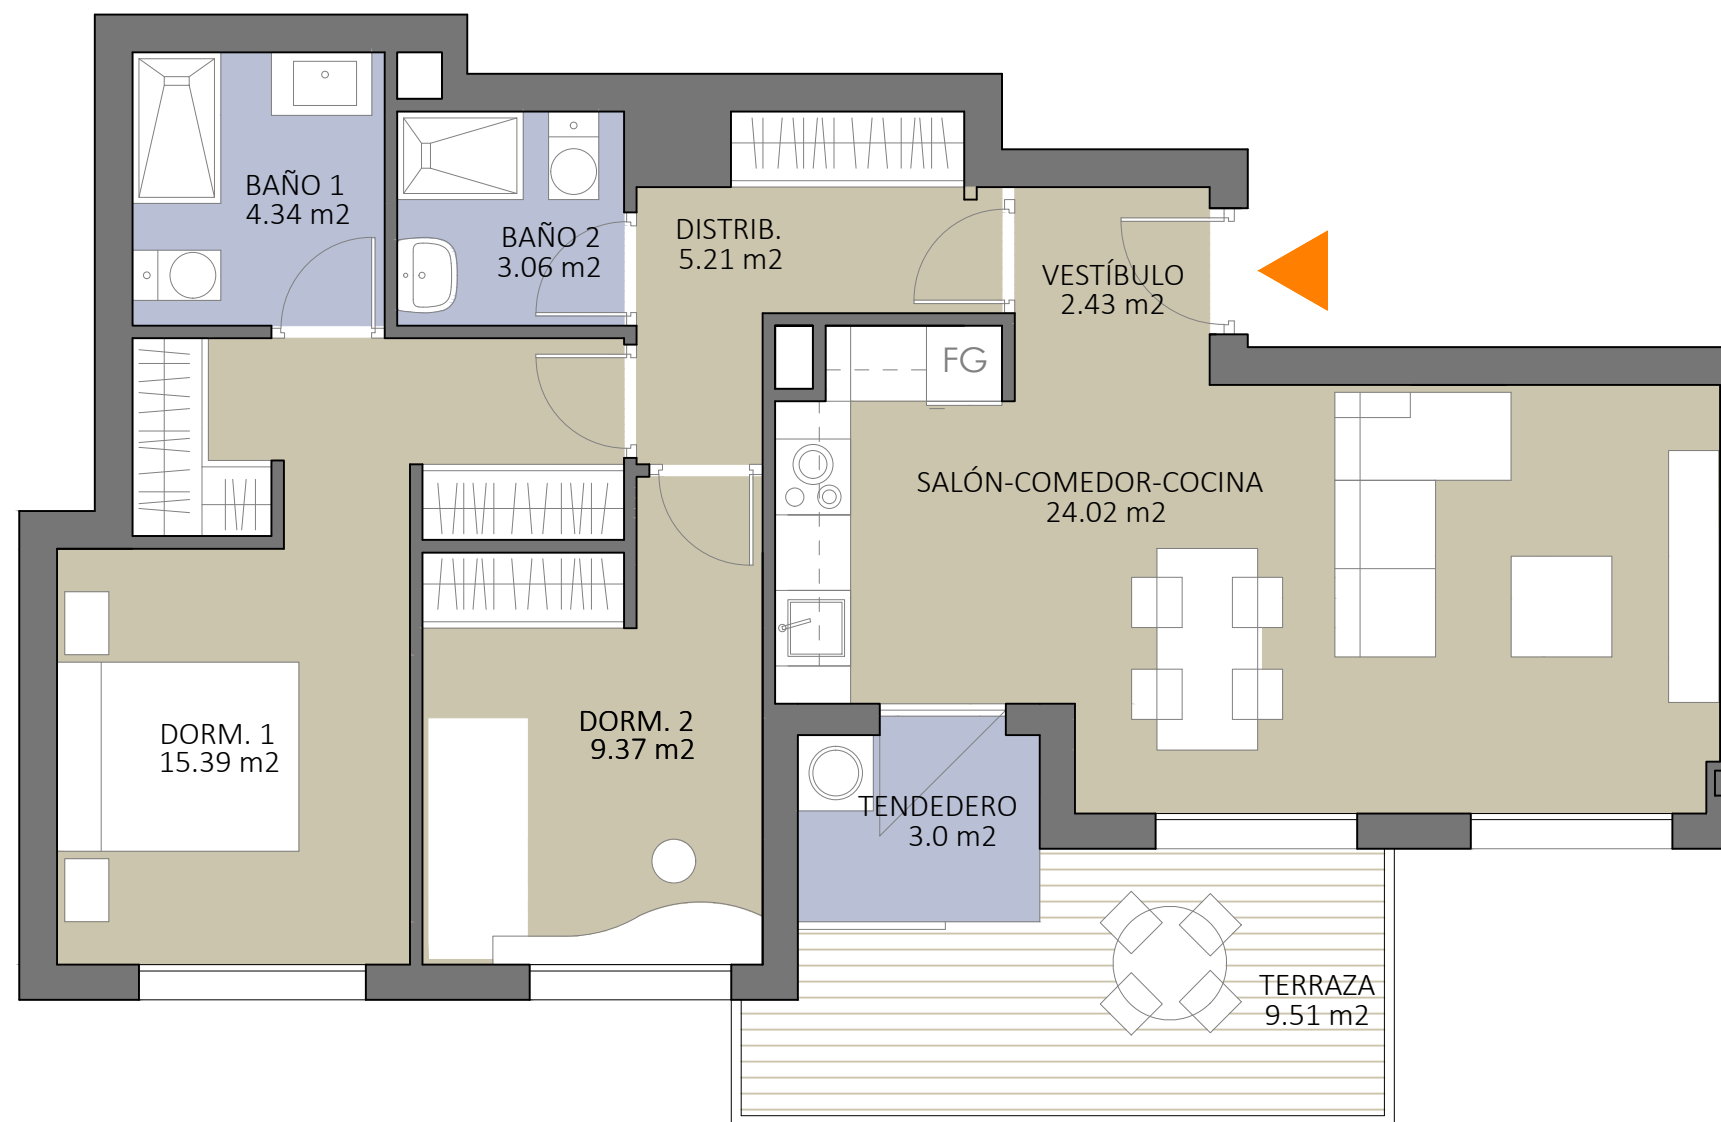 BAÑO 1
4.34 m2
BAÑO 2
3.06 m2
DISTRIB.
5.21 m2
VESTÍBULO
2.43 m2
FG
SALÓN-COMEDOR-COCINA
24.02 m2
DORM. 1
15.39 m2
DORM. 2
9.37 m2
TENDEDERO
3.0 m2
TERRAZA
9.51 m2